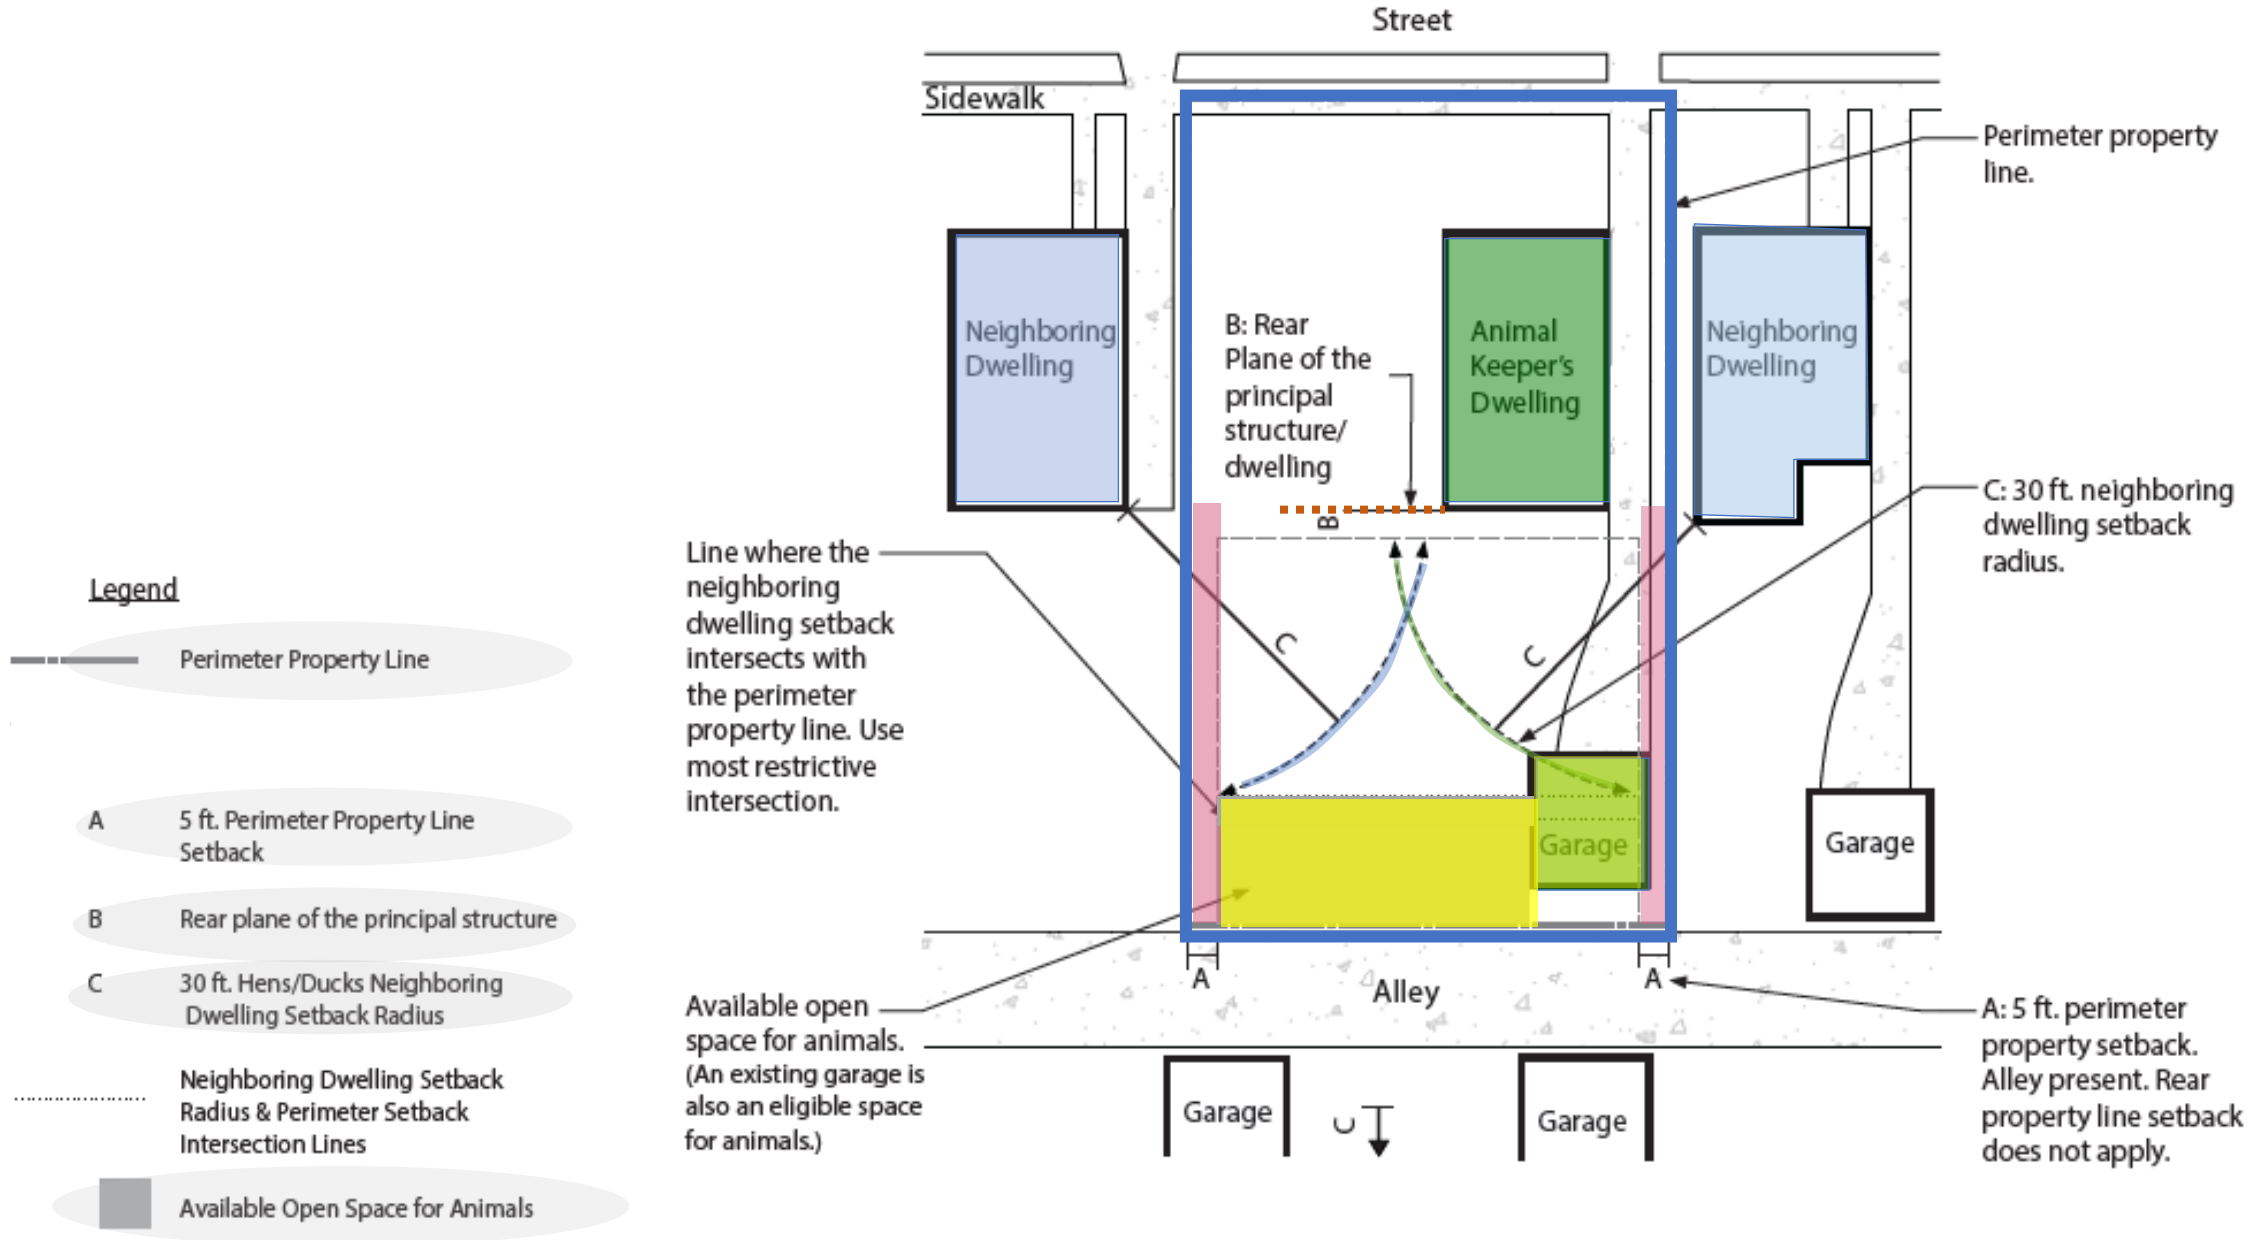 Street
Sidewalk
Perimeter property
line.
Neighboring
Dwelling
B: Rear
Plane of the
principal
structure/
dwelling
Animal
Keeper's
Dwelling
Neighboring
Dwelling
C: 30 ft. neighboring
dwelling setback
radius.
B
Line where the
neighboring
dwelling setback
intersects with
the perimeter
property line. Use
most restrictive
intersection.
C
C
Garage
Garage
A
Alley
A
Available open
space for animals.
(An existing garage is
also an eligible space
for animals.)
A: 5 ft. perimeter
property setback.
Alley present. Rear
property line setback
does not apply.
Garage
C
Garage
Legend
Perimeter Property Line
A
5 ft. Perimeter Property Line
Setback
B
Rear plane of the principal structure
C
30 ft. Hens/Ducks Neighboring
Dwelling Setback Radius
Neighboring Dwelling Setback
Radius & Perimeter Setback
Intersection Lines
Available Open Space for Animals